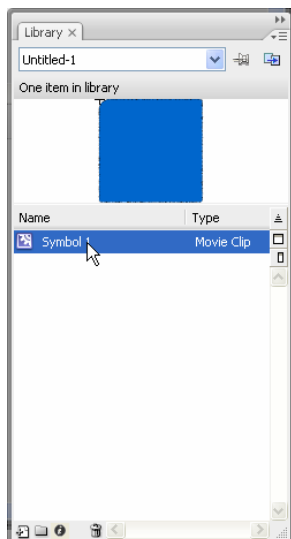 Library ×
Untitled-1
One item in library
Name Type
Symbol 1 Movie Clip